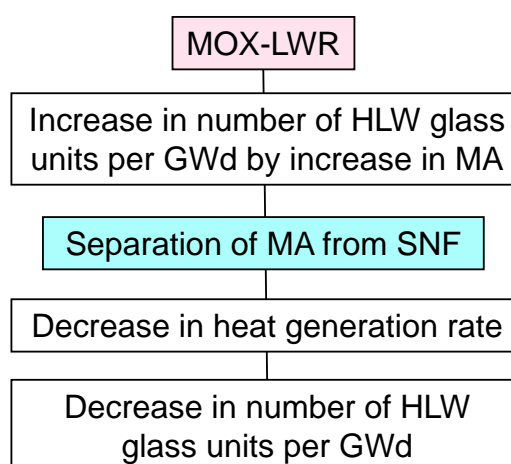 MOX-LWR
Increase in number of HLW glass
units per GWd by increase in MA
Separation of MA from SNF
Decrease in heat generation rate
Decrease in number of HLW
glass units per GWd